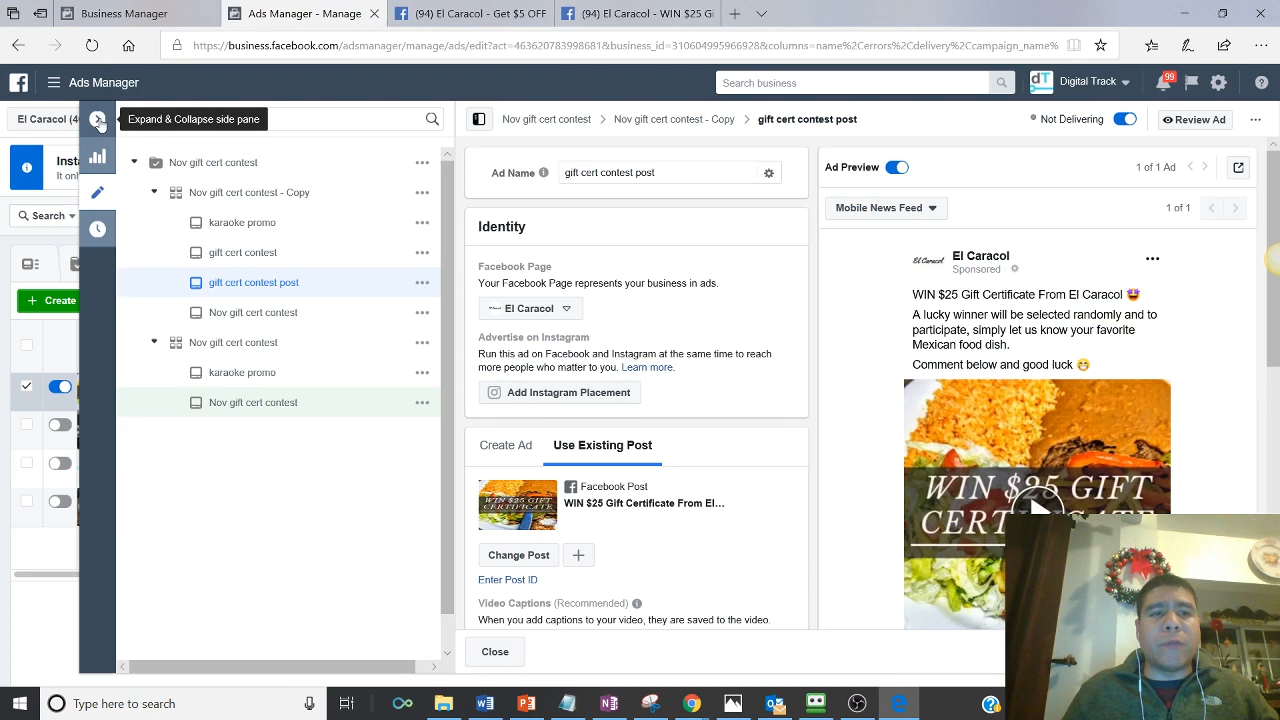 Business Manager Overview
Ads Manager - Manage
(94) El Caracol - Get $5 OFF
(94) El Caracol - WIN $25 Gi
https://business.facebook.com/adsmanager/manage/ads/edit?act=463620783998681&business_id=310604995966928&columns=name%2Cerrors%2Cdelivery%2Ccampaign_name%
Ads Manager
Search business
Digital Track
99
El Caracol (4
Expand & Collapse side pane
Nov gift cert contest
Nov gift cert contest - Copy
gift cert contest post
Not Delivering
Review Ad
Inst
It onl
Search
Create
Nov gift cert contest
Nov gift cert contest - Copy
karaoke promo
gift cert contest
gift cert contest post
Nov gift cert contest
Nov gift cert contest
karaoke promo
Nov gift cert contest
Ad Name
gift cert contest post
Identity
Facebook Page
Your Facebook Page represents your business in ads.
El Caracol
Advertise on Instagram
Run this ad on Facebook and Instagram at the same time to reach
more people who matter to you. Learn more.
Add Instagram Placement
Create Ad
Use Existing Post
Facebook Post
WIN $25 Gift Certificate From El...
WIN $25 GIFT
CERTIFICATE
Change Post
Enter Post ID
Video Captions (Recommended)
When you add captions to your video, they are saved to the video.
Close
Ad Preview
1 of 1 Ad
Mobile News Feed
1 of 1
El Caracol
El Caracol
Sponsored
WIN $25 Gift Certificate From El Caracol 🤩
A lucky winner will be selected randomly and to
participate, simply let us know your favorite
Mexican food dish.
Comment below and good luck 😁
WIN $25 GIFT
CERT
Type here to search